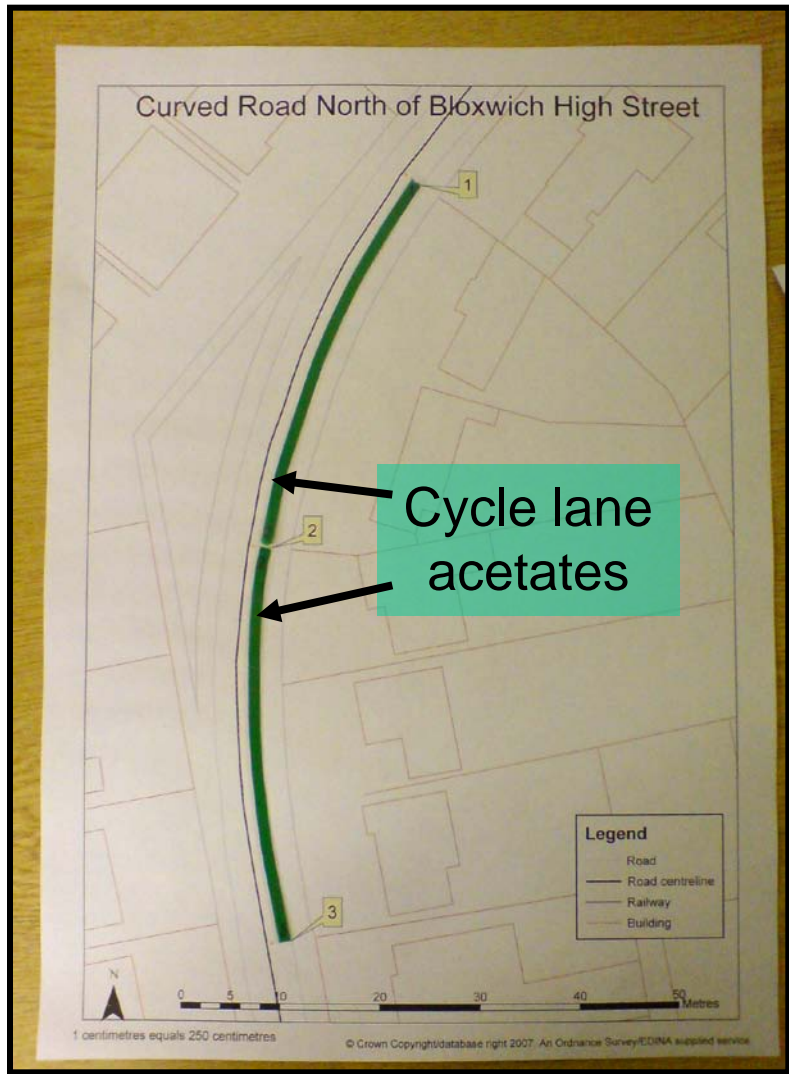 Curved Road North of Bloxwich High Street
1
2
Cycle lane
acetates
3
Legend
Road
Road centreline
Railway
Building
N
0 5 10 20 30 40 50
Metres
1 centimetres equals 250 centimetres
© Crown Copyright/database right 2007. An Ordnance Survey/EDINA supplied service